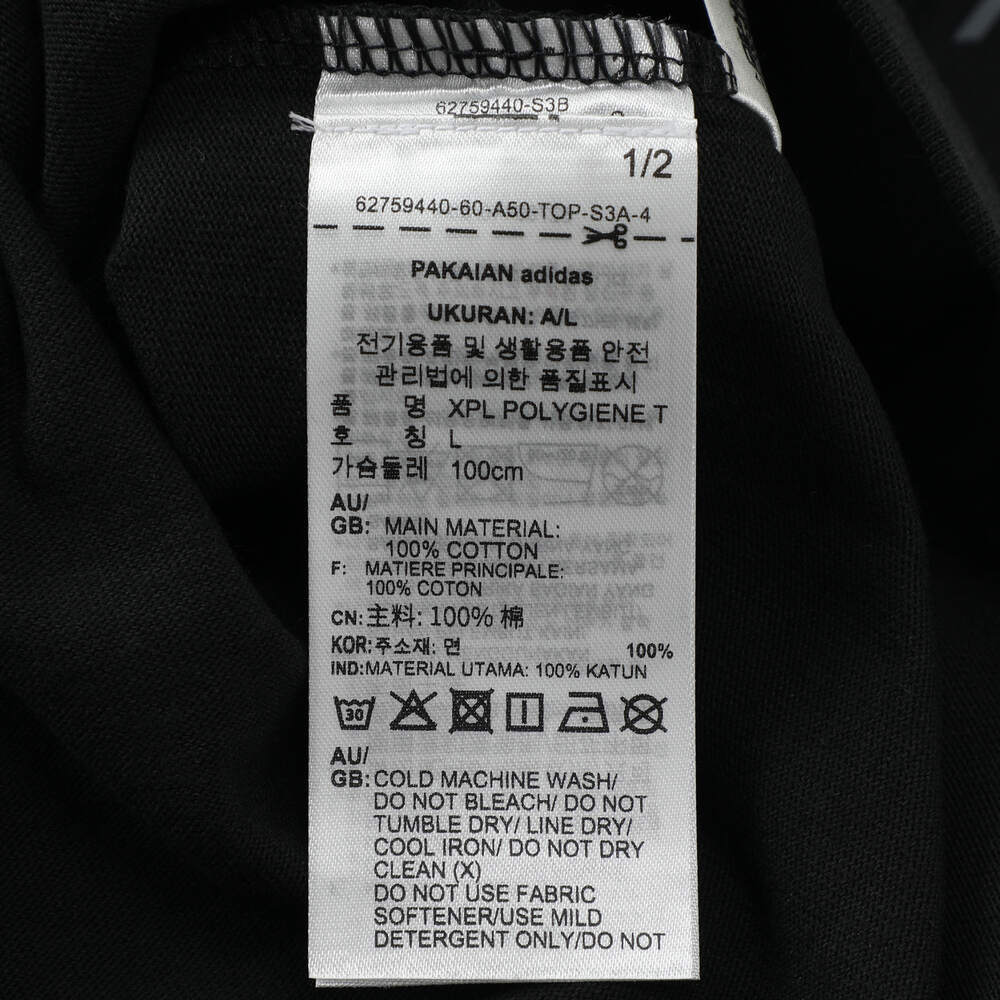 62759440-S3B
1/2
62759440-60-A50-TOP-S3A-4
PAKAIAN adidas
UKURAN: A/L
전기용품 및 생활용품 안전
관리법에 의한 품질표시
품 명 XPL POLYGIENE T
호 칭 L
가슴둘레 100cm
AU/
GB: MAIN MATERIAL:
100% COTTON
F: MATIERE PRINCIPALE:
100% COTON
CN: 主料: 100% 棉
KOR: 주소재: 면 100%
IND: MATERIAL UTAMA: 100% KATUN
30
AU/
GB: COLD MACHINE WASH/
DO NOT BLEACH/ DO NOT
TUMBLE DRY/ LINE DRY/
COOL IRON/ DO NOT DRY
CLEAN (X)
DO NOT USE FABRIC
SOFTENER/USE MILD
DETERGENT ONLY/DO NOT